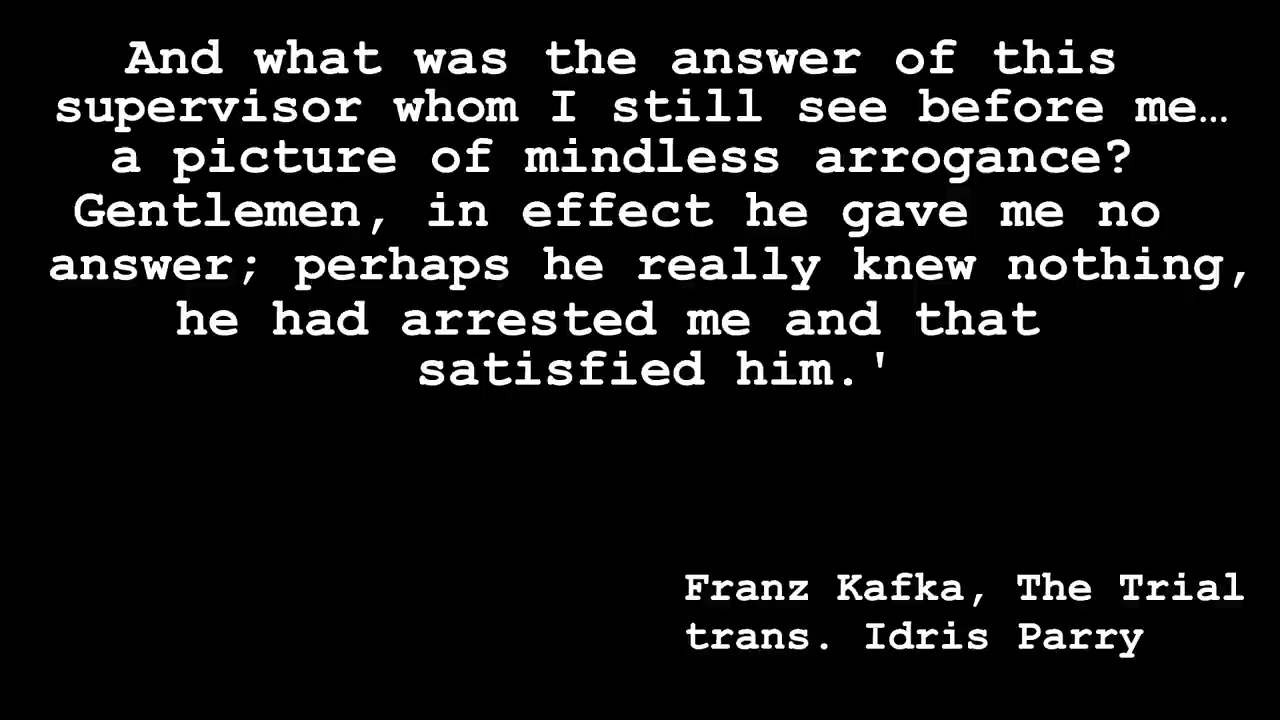 And what was the answer of this
supervisor whom I still see before me…
a picture of mindless arrogance?
Gentlemen, in effect he gave me no
answer; perhaps he really knew nothing,
he had arrested me and that
satisfied him.'
Franz Kafka, The Trial
trans. Idris Parry